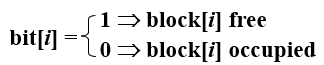 1 ⇒ block[i] free
bit[i] =
0 ⇒ block[i] occupied